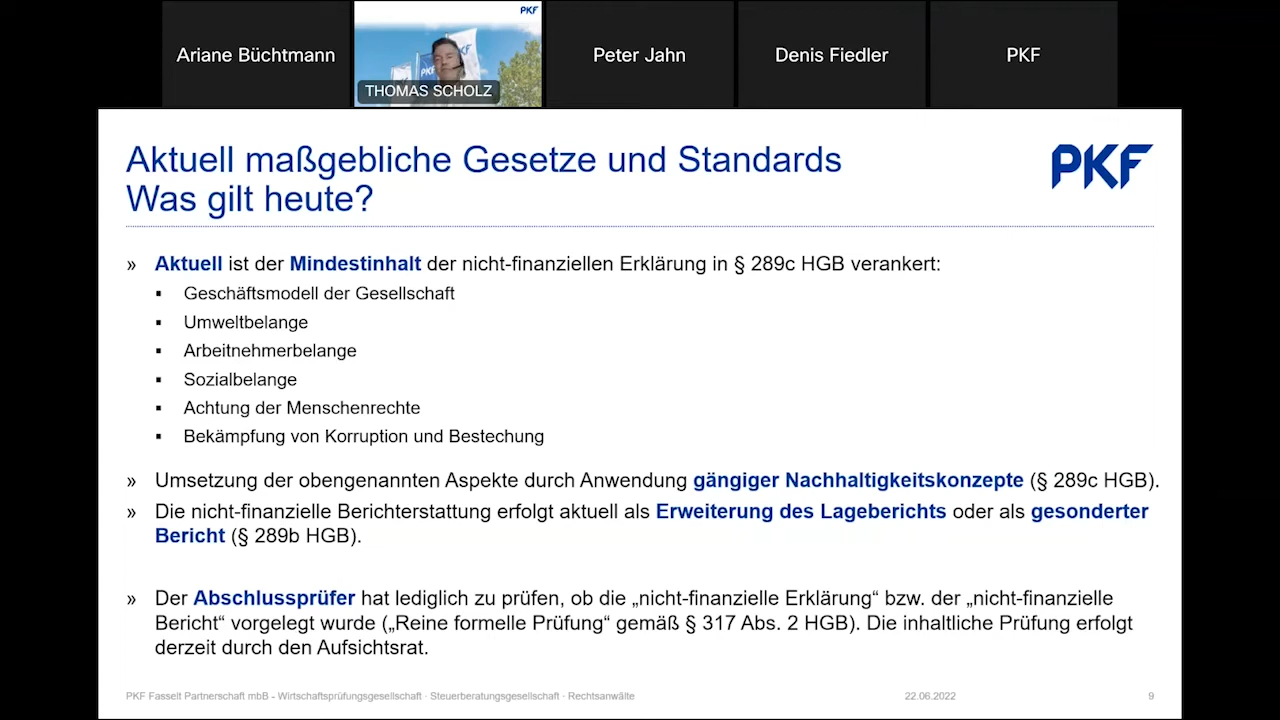 Ariane Büchtmann
PKF
PKF
PKF
THOMAS SCHOLZ
Peter Jahn
Denis Fiedler
PKF
Aktuell maßgebliche Gesetze und Standards
Was gilt heute?
PKF
» Aktuell ist der Mindestinhalt der nicht-finanziellen Erklärung in § 289c HGB verankert:
▪ Geschäftsmodell der Gesellschaft
▪ Umweltbelange
▪ Arbeitnehmerbelange
▪ Sozialbelange
▪ Achtung der Menschenrechte
▪ Bekämpfung von Korruption und Bestechung
» Umsetzung der obengenannten Aspekte durch Anwendung gängiger Nachhaltigkeitskonzepte (§ 289c HGB).
» Die nicht-finanzielle Berichterstattung erfolgt aktuell als Erweiterung des Lageberichts oder als gesonderter
Bericht (§ 289b HGB).
» Der Abschlussprüfer hat lediglich zu prüfen, ob die „nicht-finanzielle Erklärung“ bzw. der „nicht-finanzielle
Bericht“ vorgelegt wurde („Reine formelle Prüfung“ gemäß § 317 Abs. 2 HGB). Die inhaltliche Prüfung erfolgt
derzeit durch den Aufsichtsrat.
PKF Fasselt Partnerschaft mbB - Wirtschaftsprüfungsgesellschaft · Steuerberatungsgesellschaft · Rechtsanwälte
22.06.2022
9